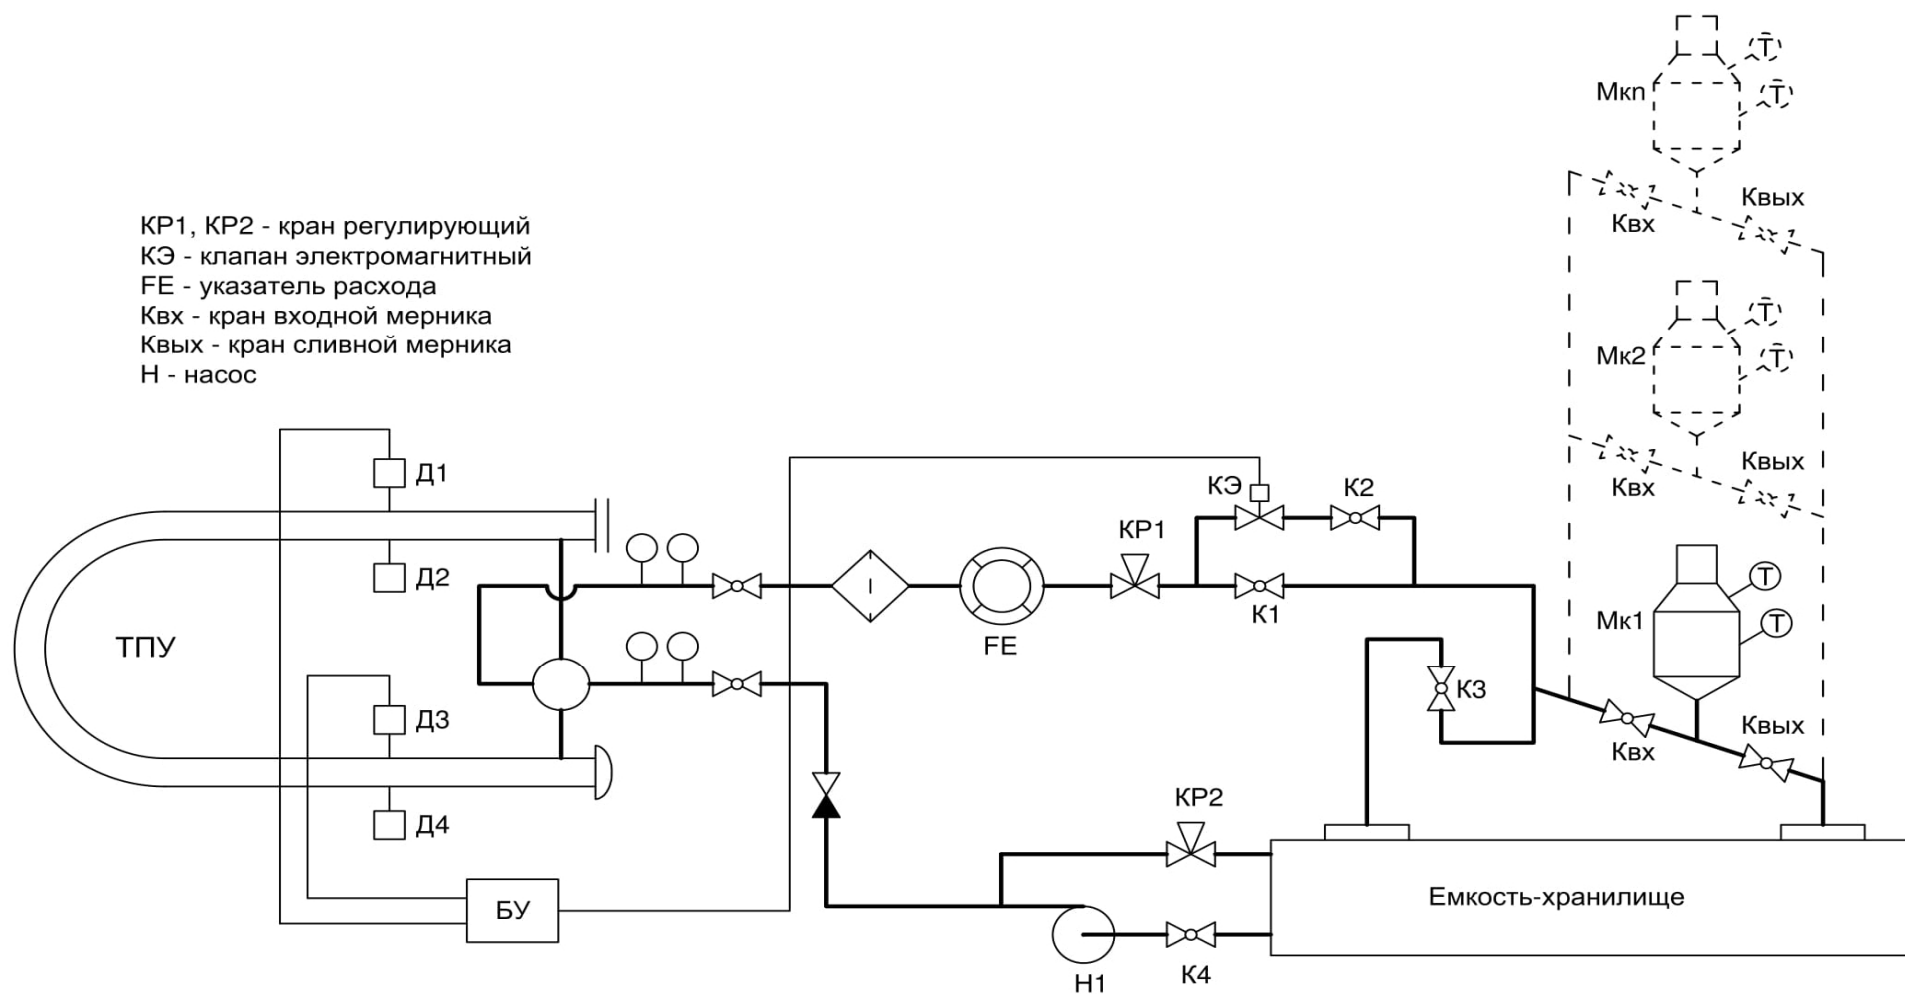 Мкn
Т
Т
Квых
Квх
КР1, КР2 - кран регулирующий
КЭ - клапан электромагнитный
FE - указатель расхода
Квх - кран входной мерника
Квых - кран сливной мерника
Н - насос
Мк2
Т
Т
Квых
Квх
Д1
КЭ
К2
КР1
Д2
К1
FE
Мк1
Т
Т
ТПУ
К3
Д3
Квых
Квх
КР2
Д4
Емкость-хранилище
БУ
Н1
К4